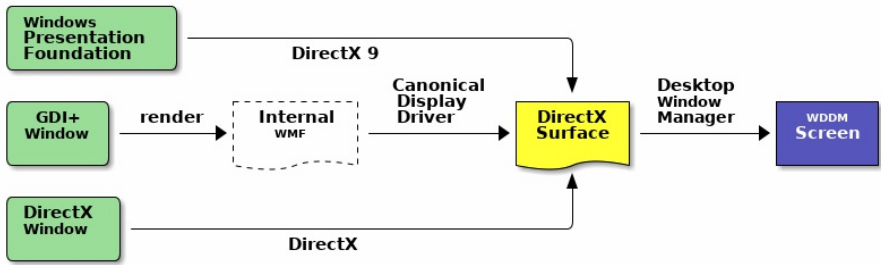 Windows
Presentation
Foundation
DirectX 9
GDI+
Window
render
Internal
WMF
Canonical
Display
Driver
DirectX
Surface
Desktop
Window
Manager
WDDM
Screen
DirectX
Window
DirectX